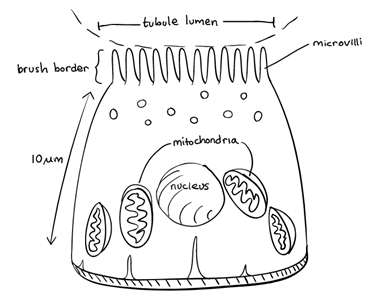 tubule lumen
microvilli
brush border
mitochondria
10μm
nucleus